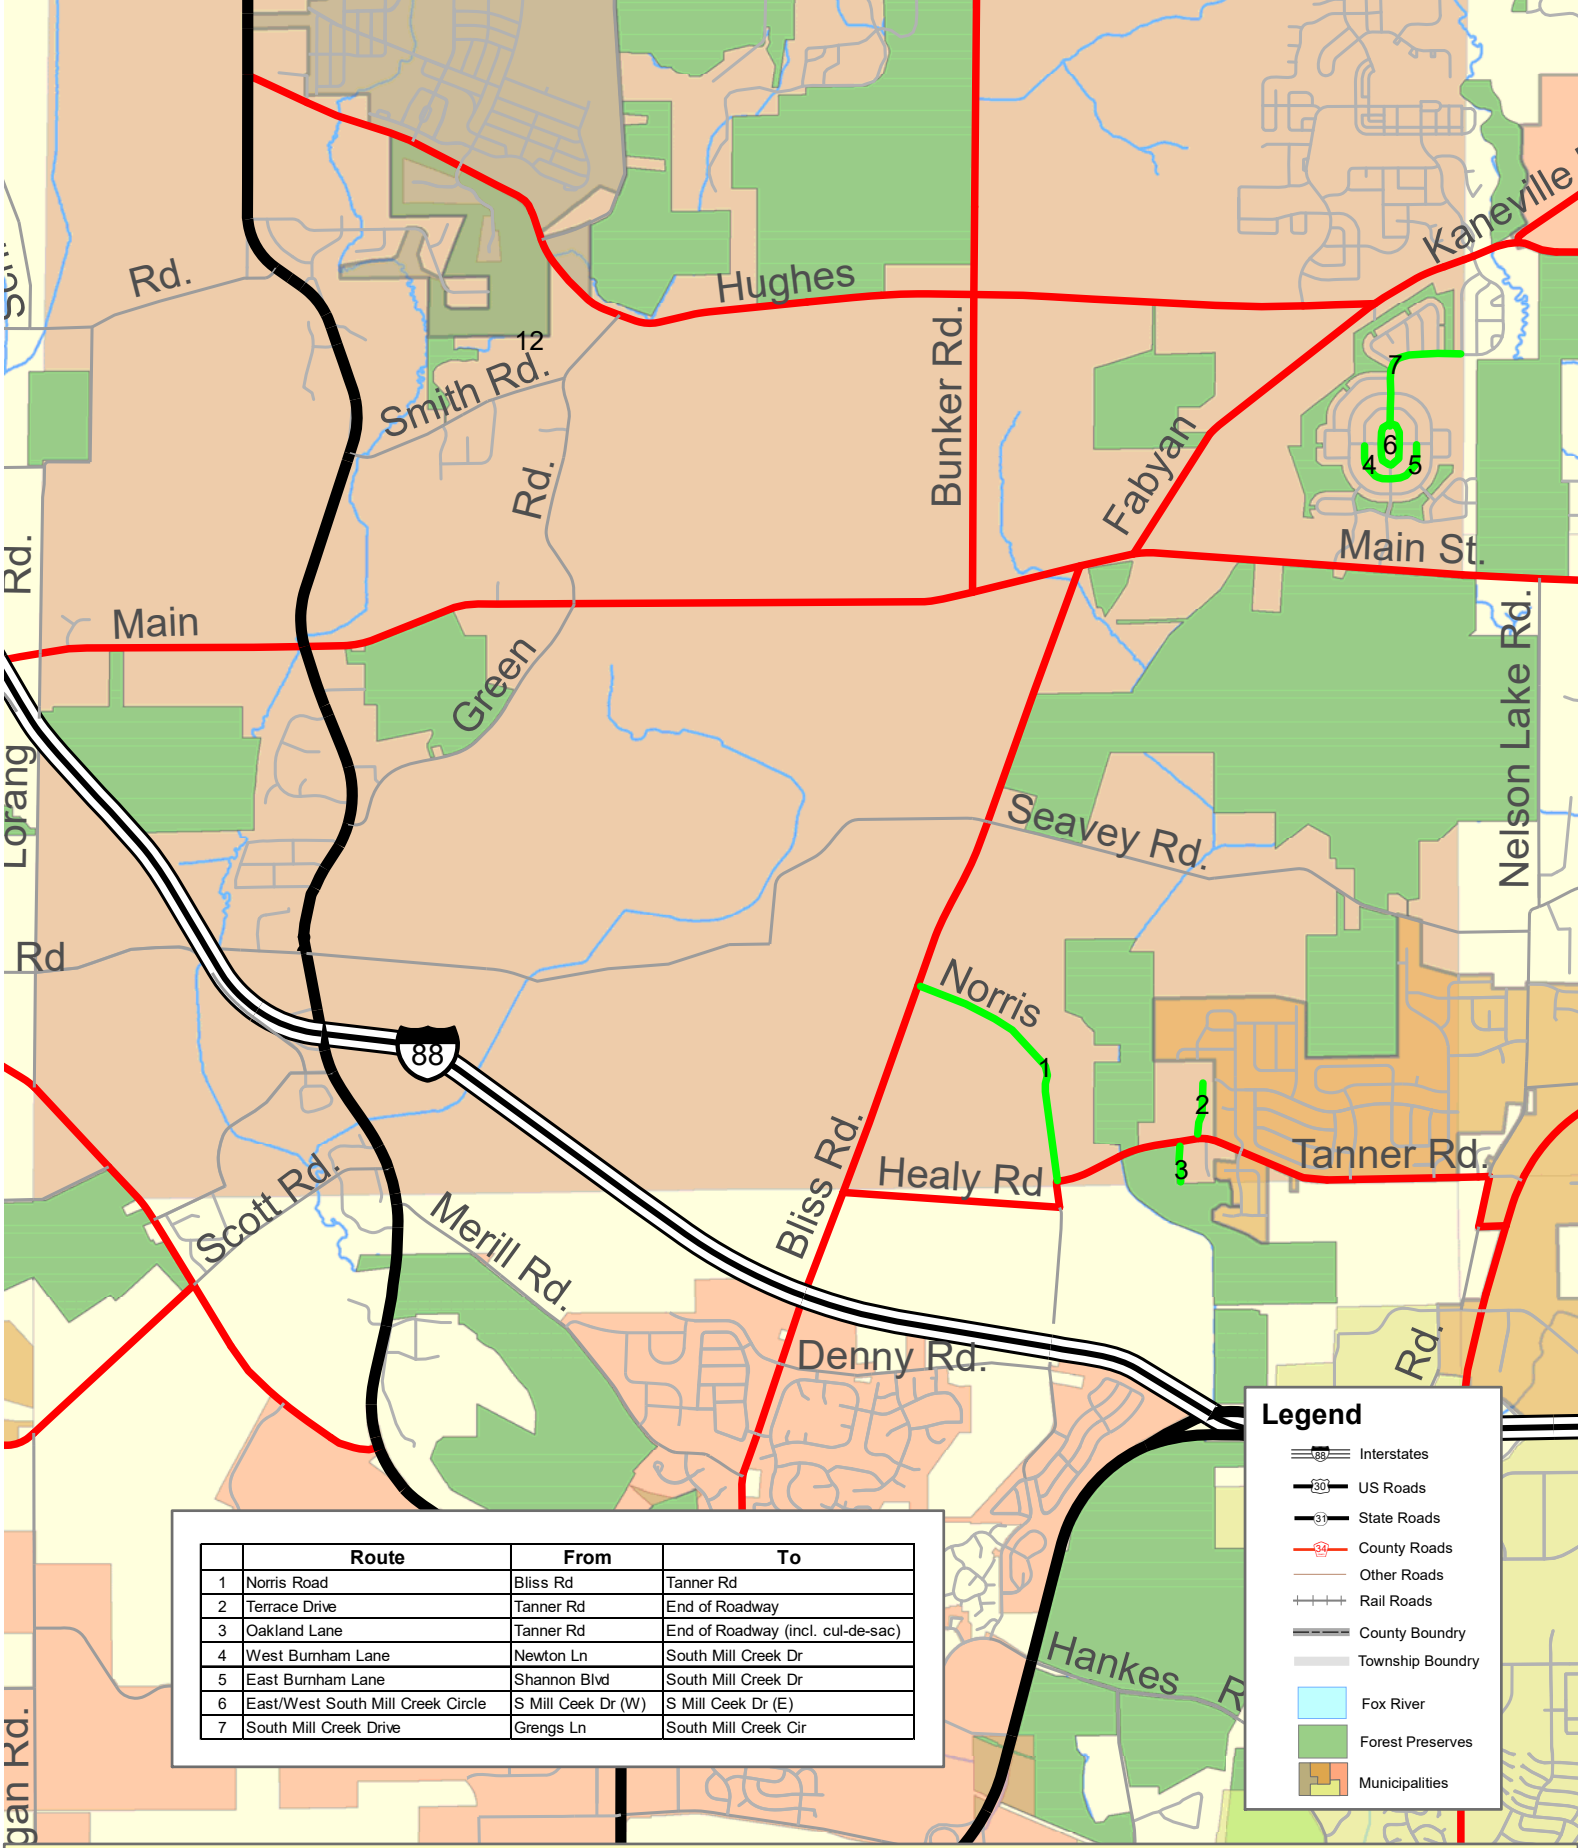 Kaneville
Rd.
Hughes
12
Smith Rd.
Bunker Rd.
7
6
4
5
Fabyan
Rd.
Main St.
Rd.
Main
Green
Nelson Lake Rd.
Lorang
Seavey Rd.
Rd
Norris
88
1
2
Bliss Rd.
Healy Rd
Tanner Rd.
3
Scott Rd.
Merill Rd.
Denny Rd.
Rd.
Hankes
R
gan Rd.
Route From To
1 Norris Road Bliss Rd Tanner Rd
2 Terrace Drive Tanner Rd End of Roadway
3 Oakland Lane Tanner Rd End of Roadway (incl. cul-de-sac)
4 West Burnham Lane Newton Ln South Mill Creek Dr
5 East Burnham Lane Shannon Blvd South Mill Creek Dr
6 East/West South Mill Creek Circle S Mill Ceek Dr (W) S Mill Ceek Dr (E)
7 South Mill Creek Drive Grengs Ln South Mill Creek Cir
Legend
88 Interstates
30 US Roads
31 State Roads
34 County Roads
Other Roads
Rail Roads
County Boundry
Township Boundry
Fox River
Forest Preserves
Municipalities